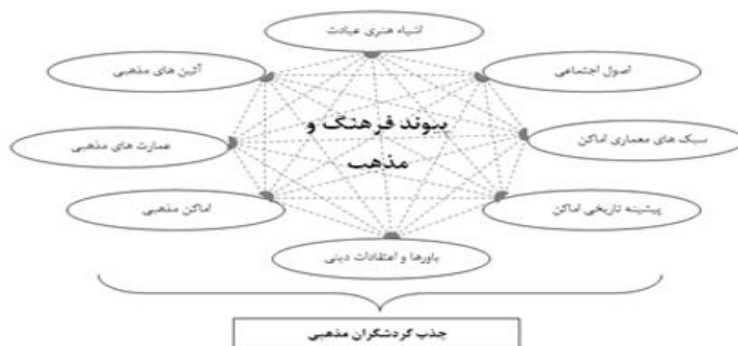 اشیاء هنری عبادت
اصول اجتماعی
آئین های مذهبی
پیوند فرهنگ و
مذهب
سبک های معماری اماکن
عمارت های مذهبی
پیشینه تاریخی اماکن
اماکن مذهبی
باورها و اعتقادات دینی
جذب گردشگران مذهبی